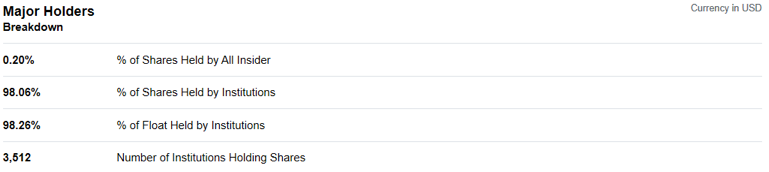 Major Holders
Currency in USD
Breakdown
0.20% % of Shares Held by All Insider
98.06% % of Shares Held by Institutions
98.26% % of Float Held by Institutions
3,512 Number of Institutions Holding Shares